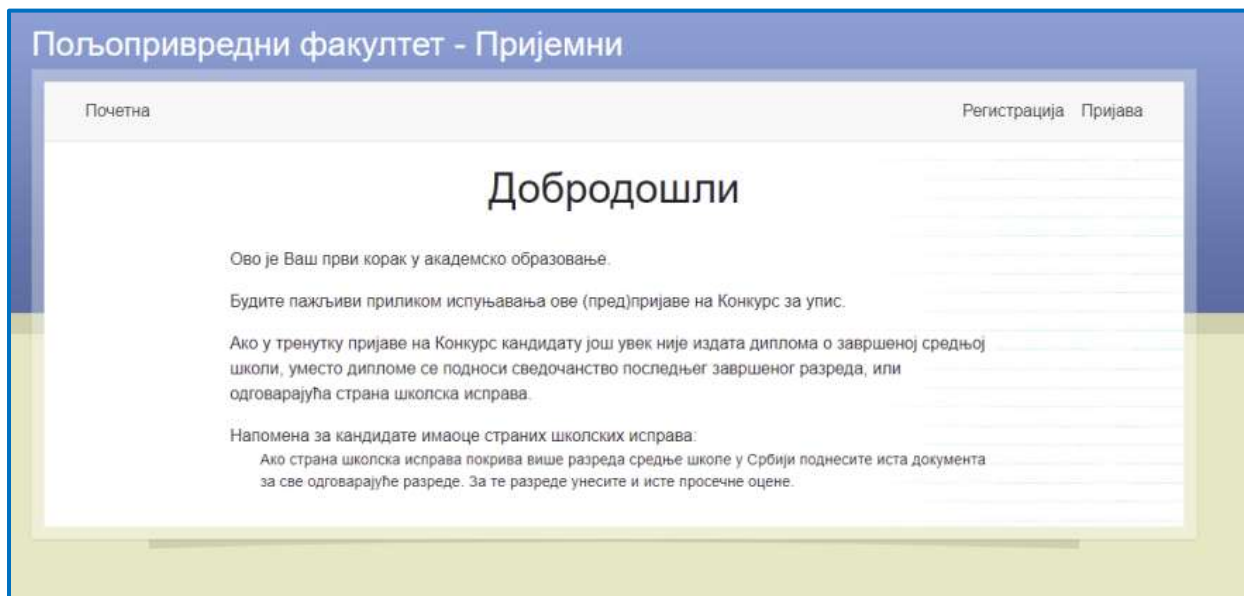 Пољопривредни факултет - Пријемни
Почетна
Регистрација Пријава
Добродошли
Ово је Ваш први корак у академско образовање.
Будите пажљиви приликом испуњавања ове (пред)пријаве на Конкурс за упис.
Ако у тренутку пријаве на Конкурс кандидату још увек није издата диплома о завршеној средњој
школи, уместо дипломе се подноси сведочанство последњег завршеног разреда, или
одговарајућа страна школска исправа.
Напомена за кандидате имаоце страних школских исправа:
Ако страна школска исправа покрива више разреда средње школе у Србији поднесите иста документа
за све одговарајуће разреде. За те разреде унесите и исте просечне оцене.